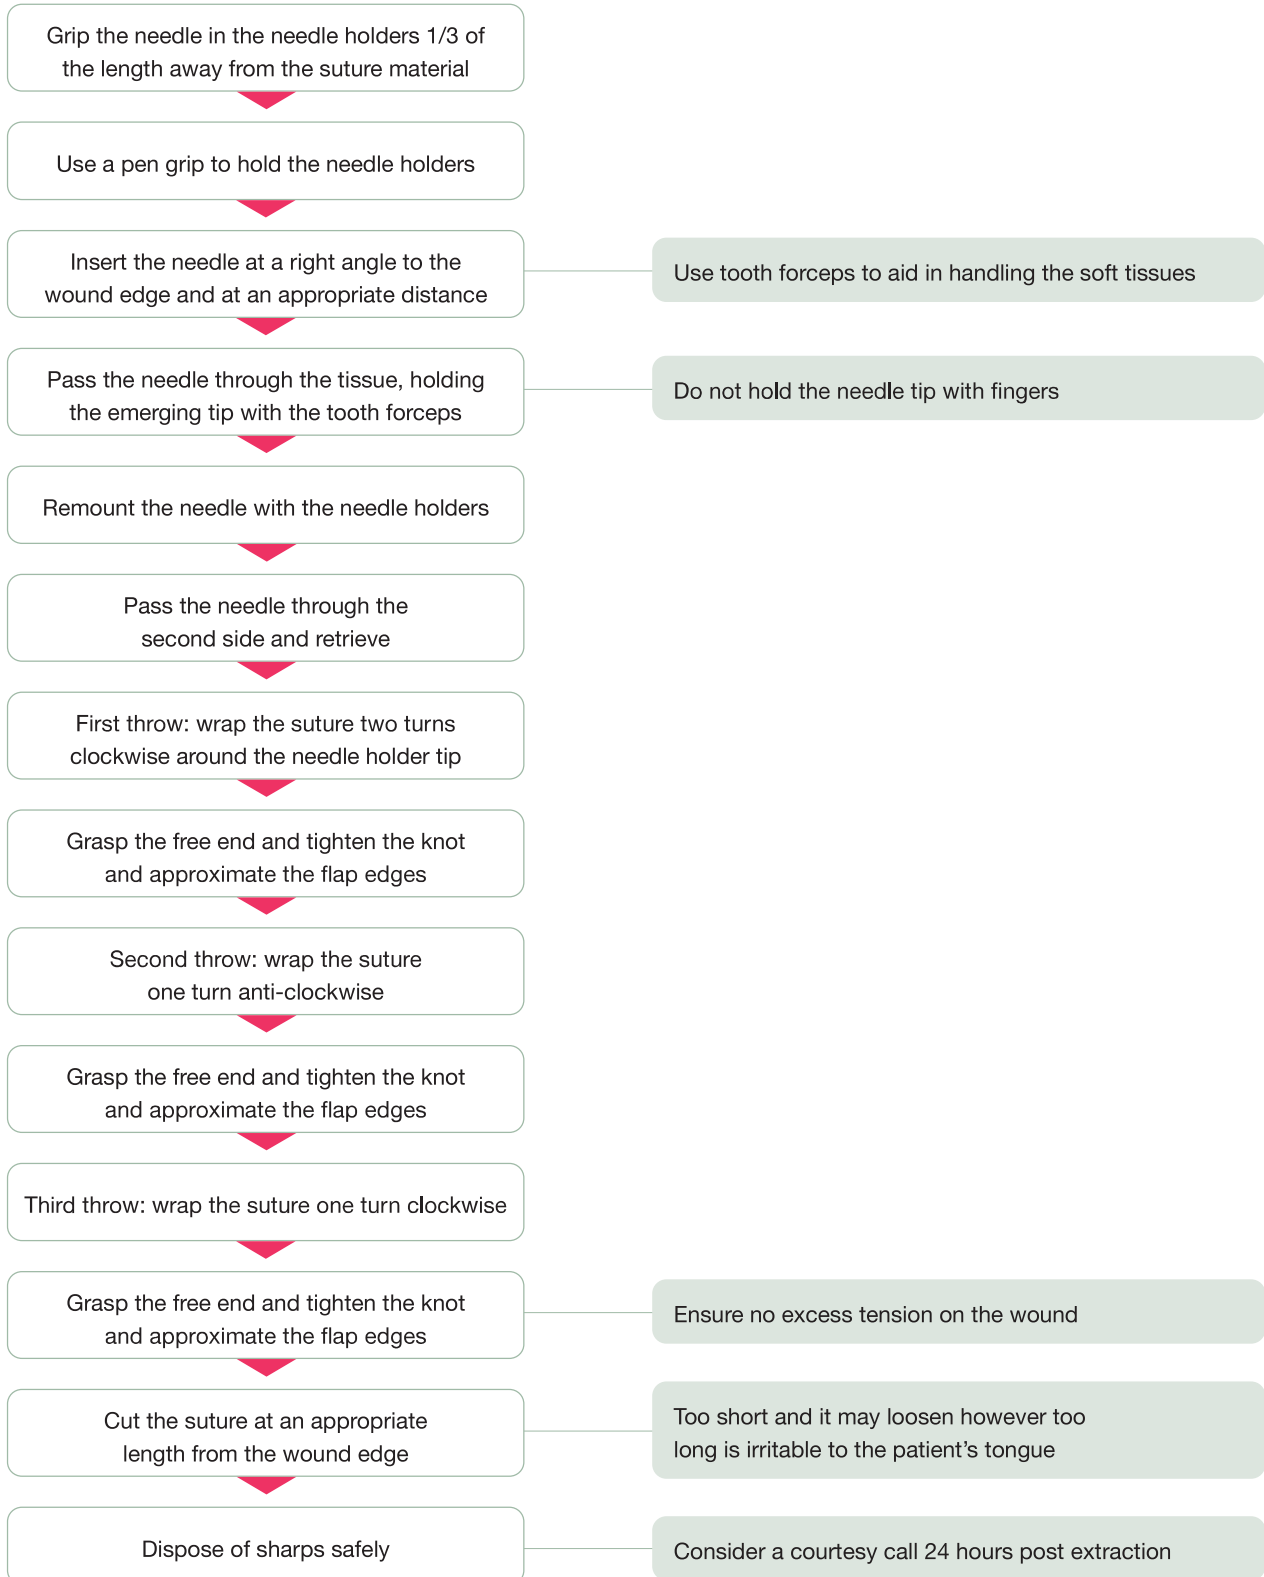 Grip the needle in the needle holders 1/3 of
the length away from the suture material
Use a pen grip to hold the needle holders
Insert the needle at a right angle to the
wound edge and at an appropriate distance
Use tooth forceps to aid in handling the soft tissues
Pass the needle through the tissue, holding
the emerging tip with the tooth forceps
Do not hold the needle tip with fingers
Remount the needle with the needle holders
Pass the needle through the
second side and retrieve
First throw: wrap the suture two turns
clockwise around the needle holder tip
Grasp the free end and tighten the knot
and approximate the flap edges
Second throw: wrap the suture
one turn anti-clockwise
Grasp the free end and tighten the knot
and approximate the flap edges
Third throw: wrap the suture one turn clockwise
Grasp the free end and tighten the knot
and approximate the flap edges
Ensure no excess tension on the wound
Cut the suture at an appropriate
length from the wound edge
Too short and it may loosen however too
long is irritable to the patient’s tongue
Dispose of sharps safely
Consider a courtesy call 24 hours post extraction